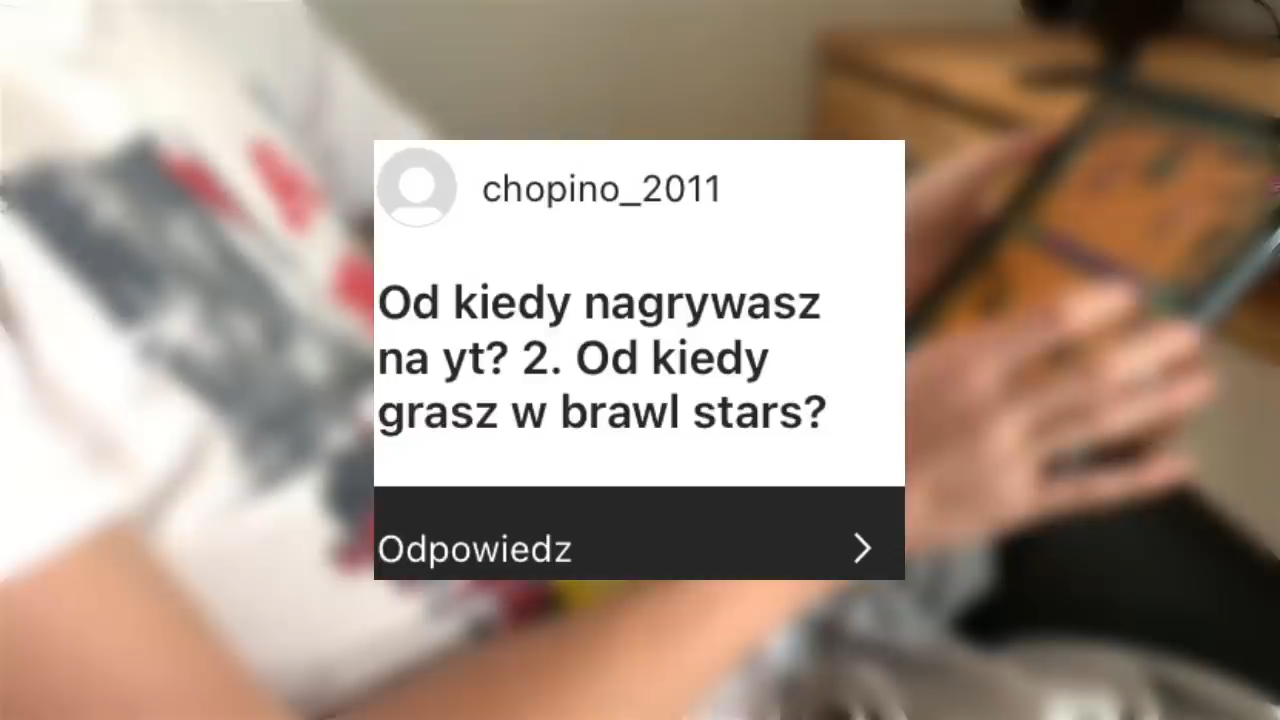 chopino_2011
Od kiedy nagrywasz
na yt? 2. Od kiedy
grasz w brawl stars?
Odpowiedz